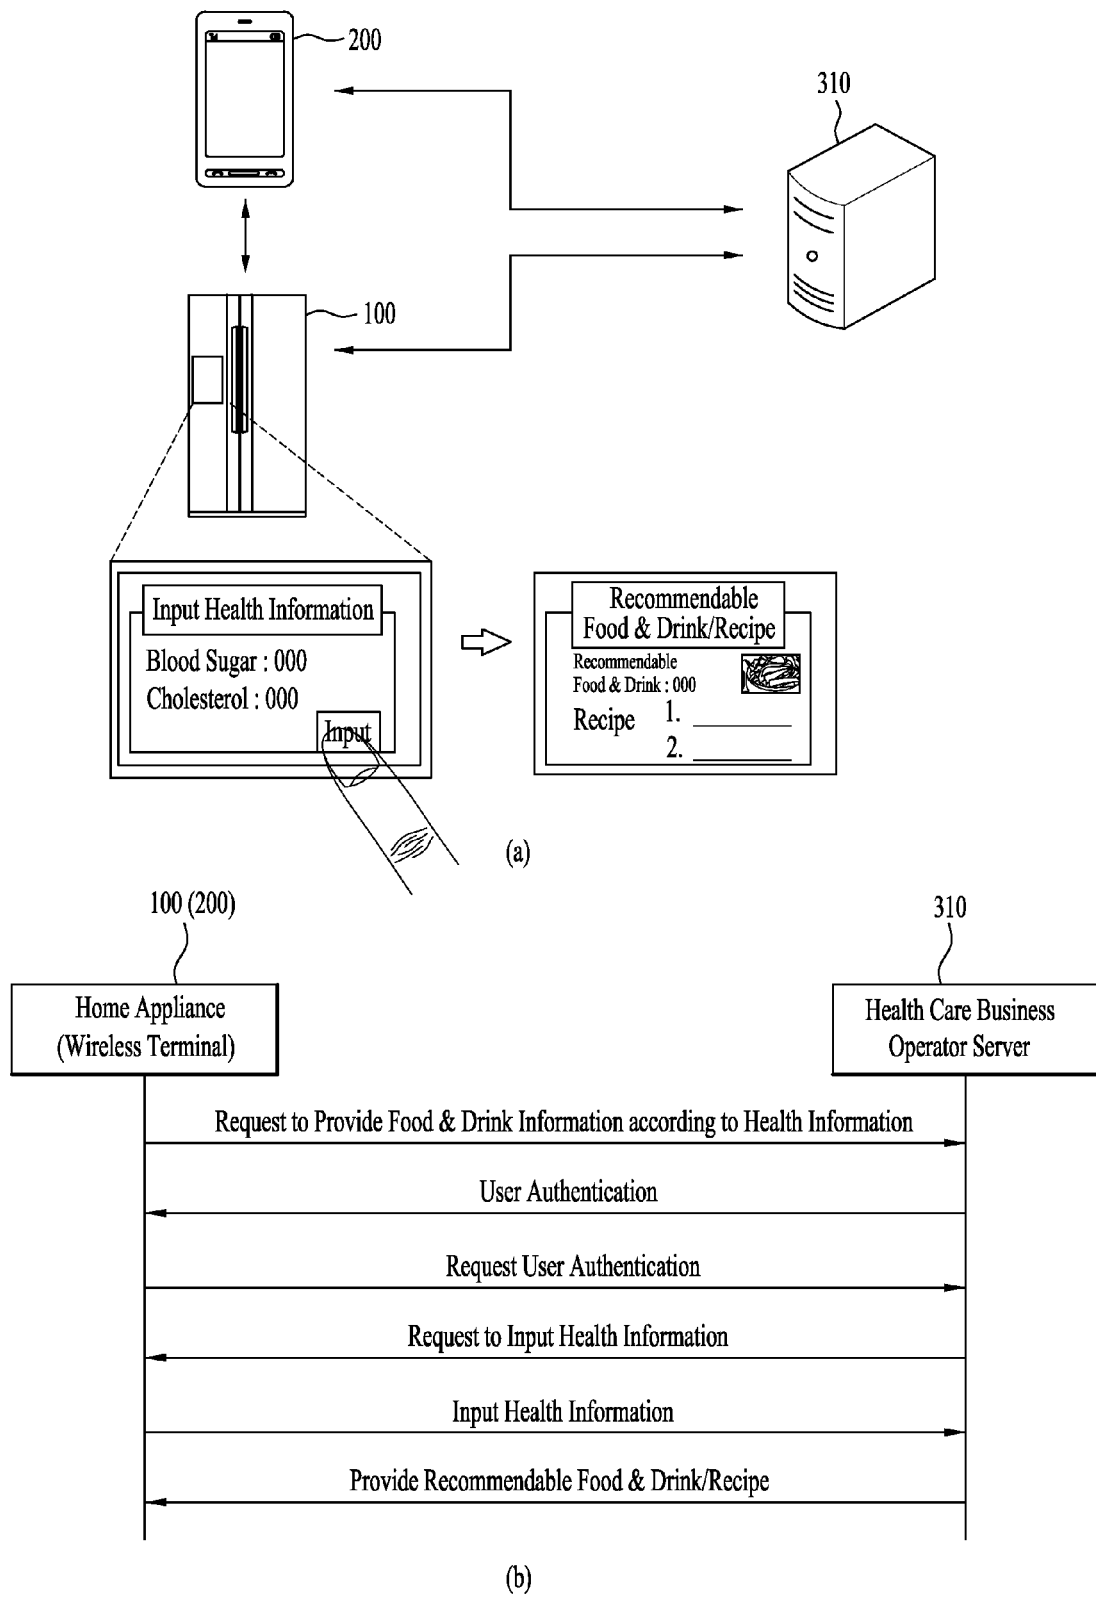 200
310
100
Input Health Information
Blood Sugar : 000
Cholesterol : 000
Input
Recommendable
Food & Drink/Recipe
Recommendable
Food & Drink : 000
Recipe 1.
2.
(a)
100 (200)
310
Home Appliance
(Wireless Terminal)
Health Care Business
Operator Server
Request to Provide Food & Drink Information according to Health Information
User Authentication
Request User Authentication
Request to Input Health Information
Input Health Information
Provide Recommendable Food & Drink/Recipe
(b)